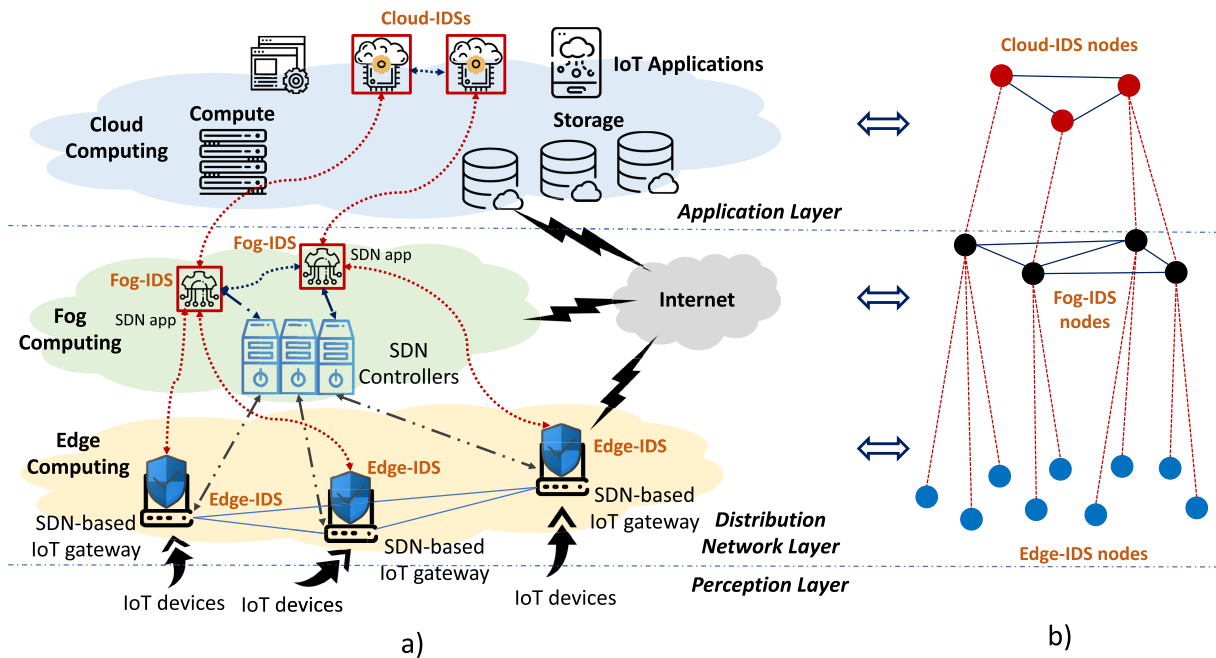 Cloud-IDSs
IoT Applications
Compute
Storage
Cloud
Computing
Application Layer
Fog-IDS
SDN app
Fog-IDS
SDN app
Fog
Computing
Internet
SDN
Controllers
Edge
Computing
Edge-IDS
Edge-IDS
Edge-IDS
SDN-based
IoT gateway
SDN-based
IoT gateway
SDN-based
IoT gateway
Distribution
Network Layer
Perception Layer
IoT devices
IoT devices
IoT devices
a)
Cloud-IDS nodes
Fog-IDS
nodes
Edge-IDS nodes
b)